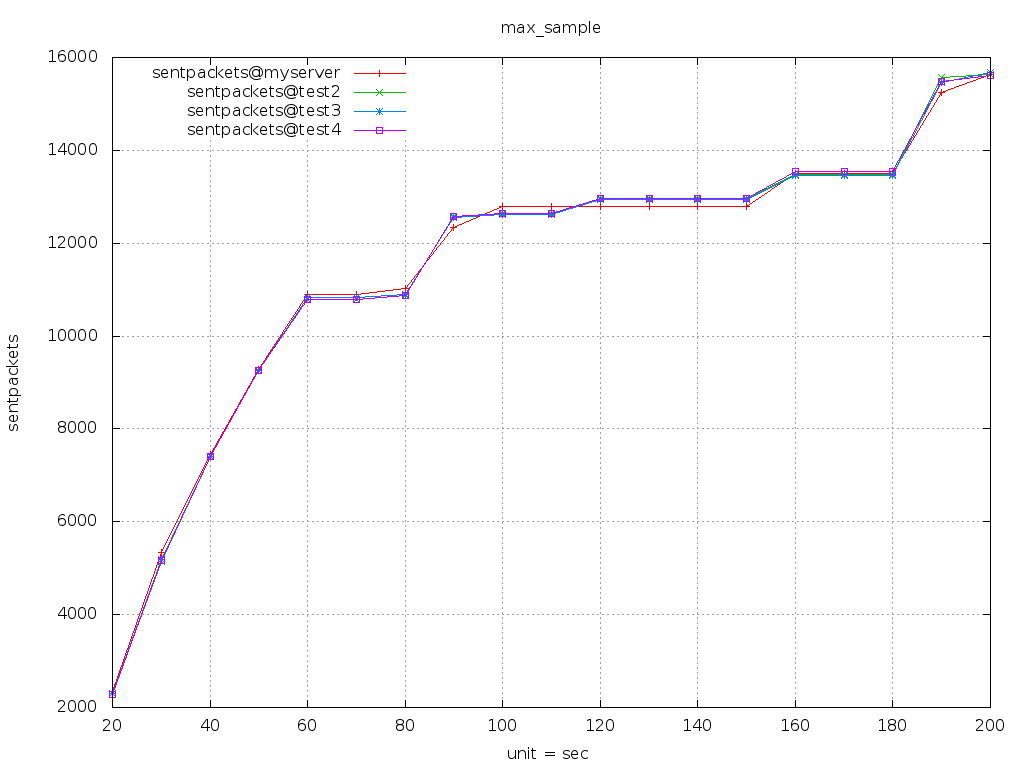 max_sample
16000
14000
12000
10000
8000
6000
4000
2000
sentpackets
sentpackets@myserver
sentpackets@test2
sentpackets@test3
sentpackets@test4
20 40 60 80 100 120 140 160 180 200
unit = sec